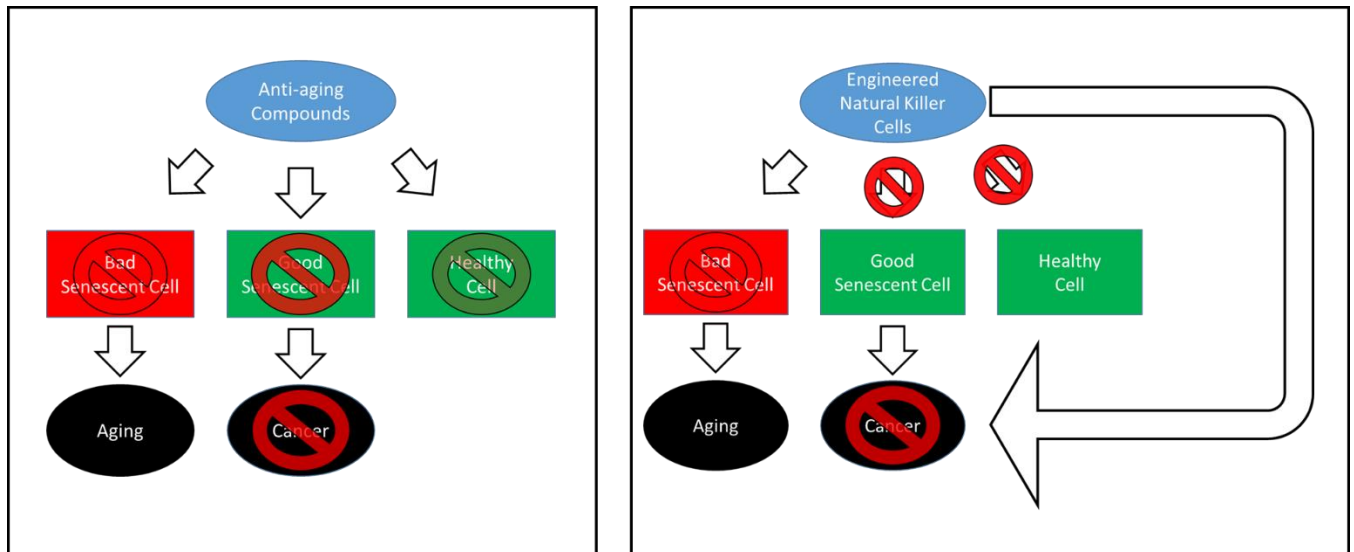 Anti-aging
Compounds
Bad
Senescent Cell
Good
Senescent Cell
Healthy
Cell
Aging
Cancer
Engineered
Natural Killer
Cells
Bad
Senescent Cell
Good
Senescent Cell
Healthy
Cell
Aging
Cancer